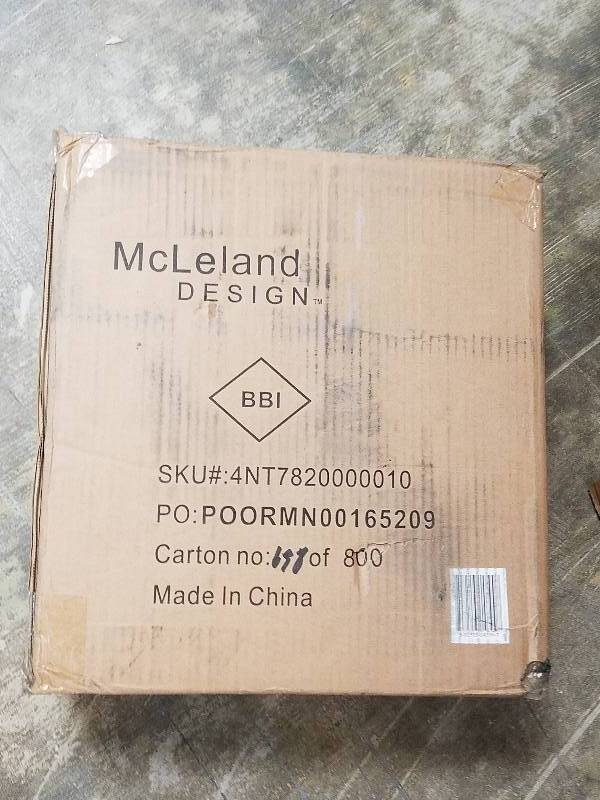 McLeland
DESIGN™
BBI
SKU#:4NT7820000010
PO:POORMN00165209
Carton no: of 800
Made In China